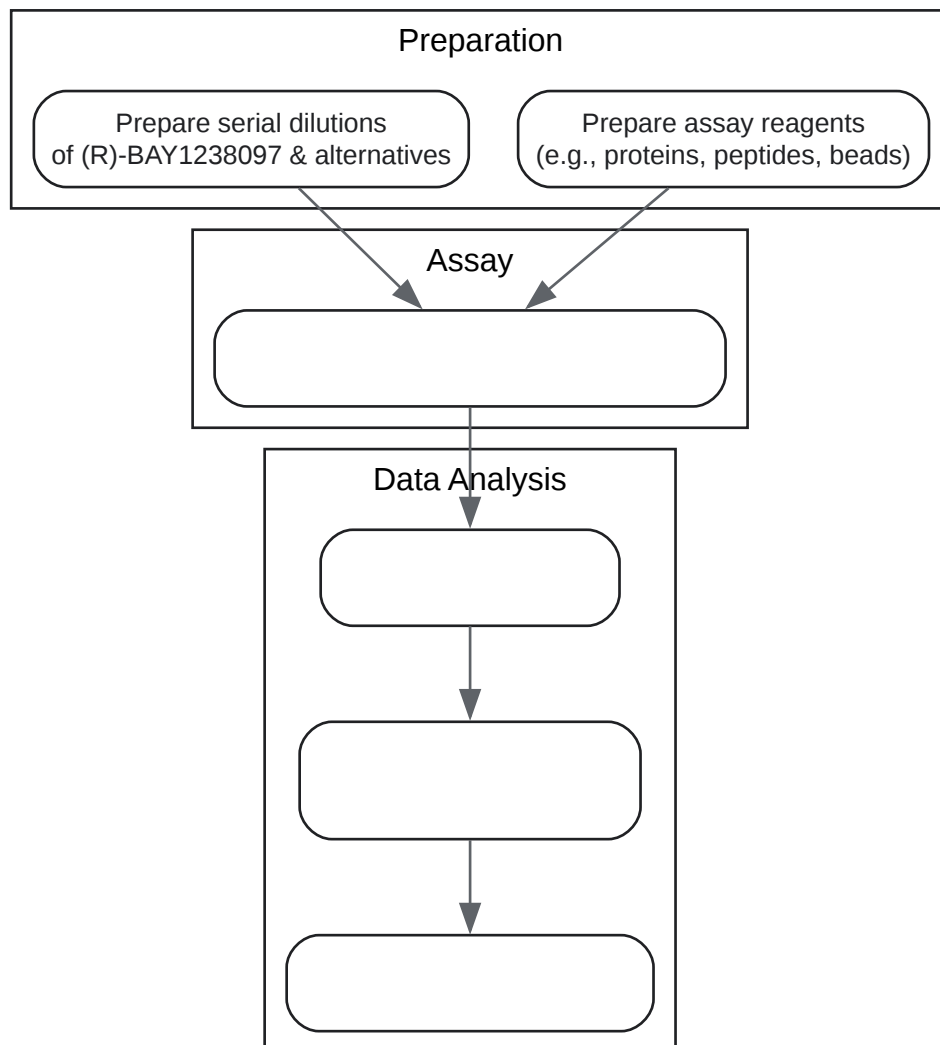 Preparation
Prepare serial dilutions
of (R)-BAY1238097 & alternatives
Prepare assay reagents
(e.g., proteins, peptides, beads)
Assay
Data Analysis